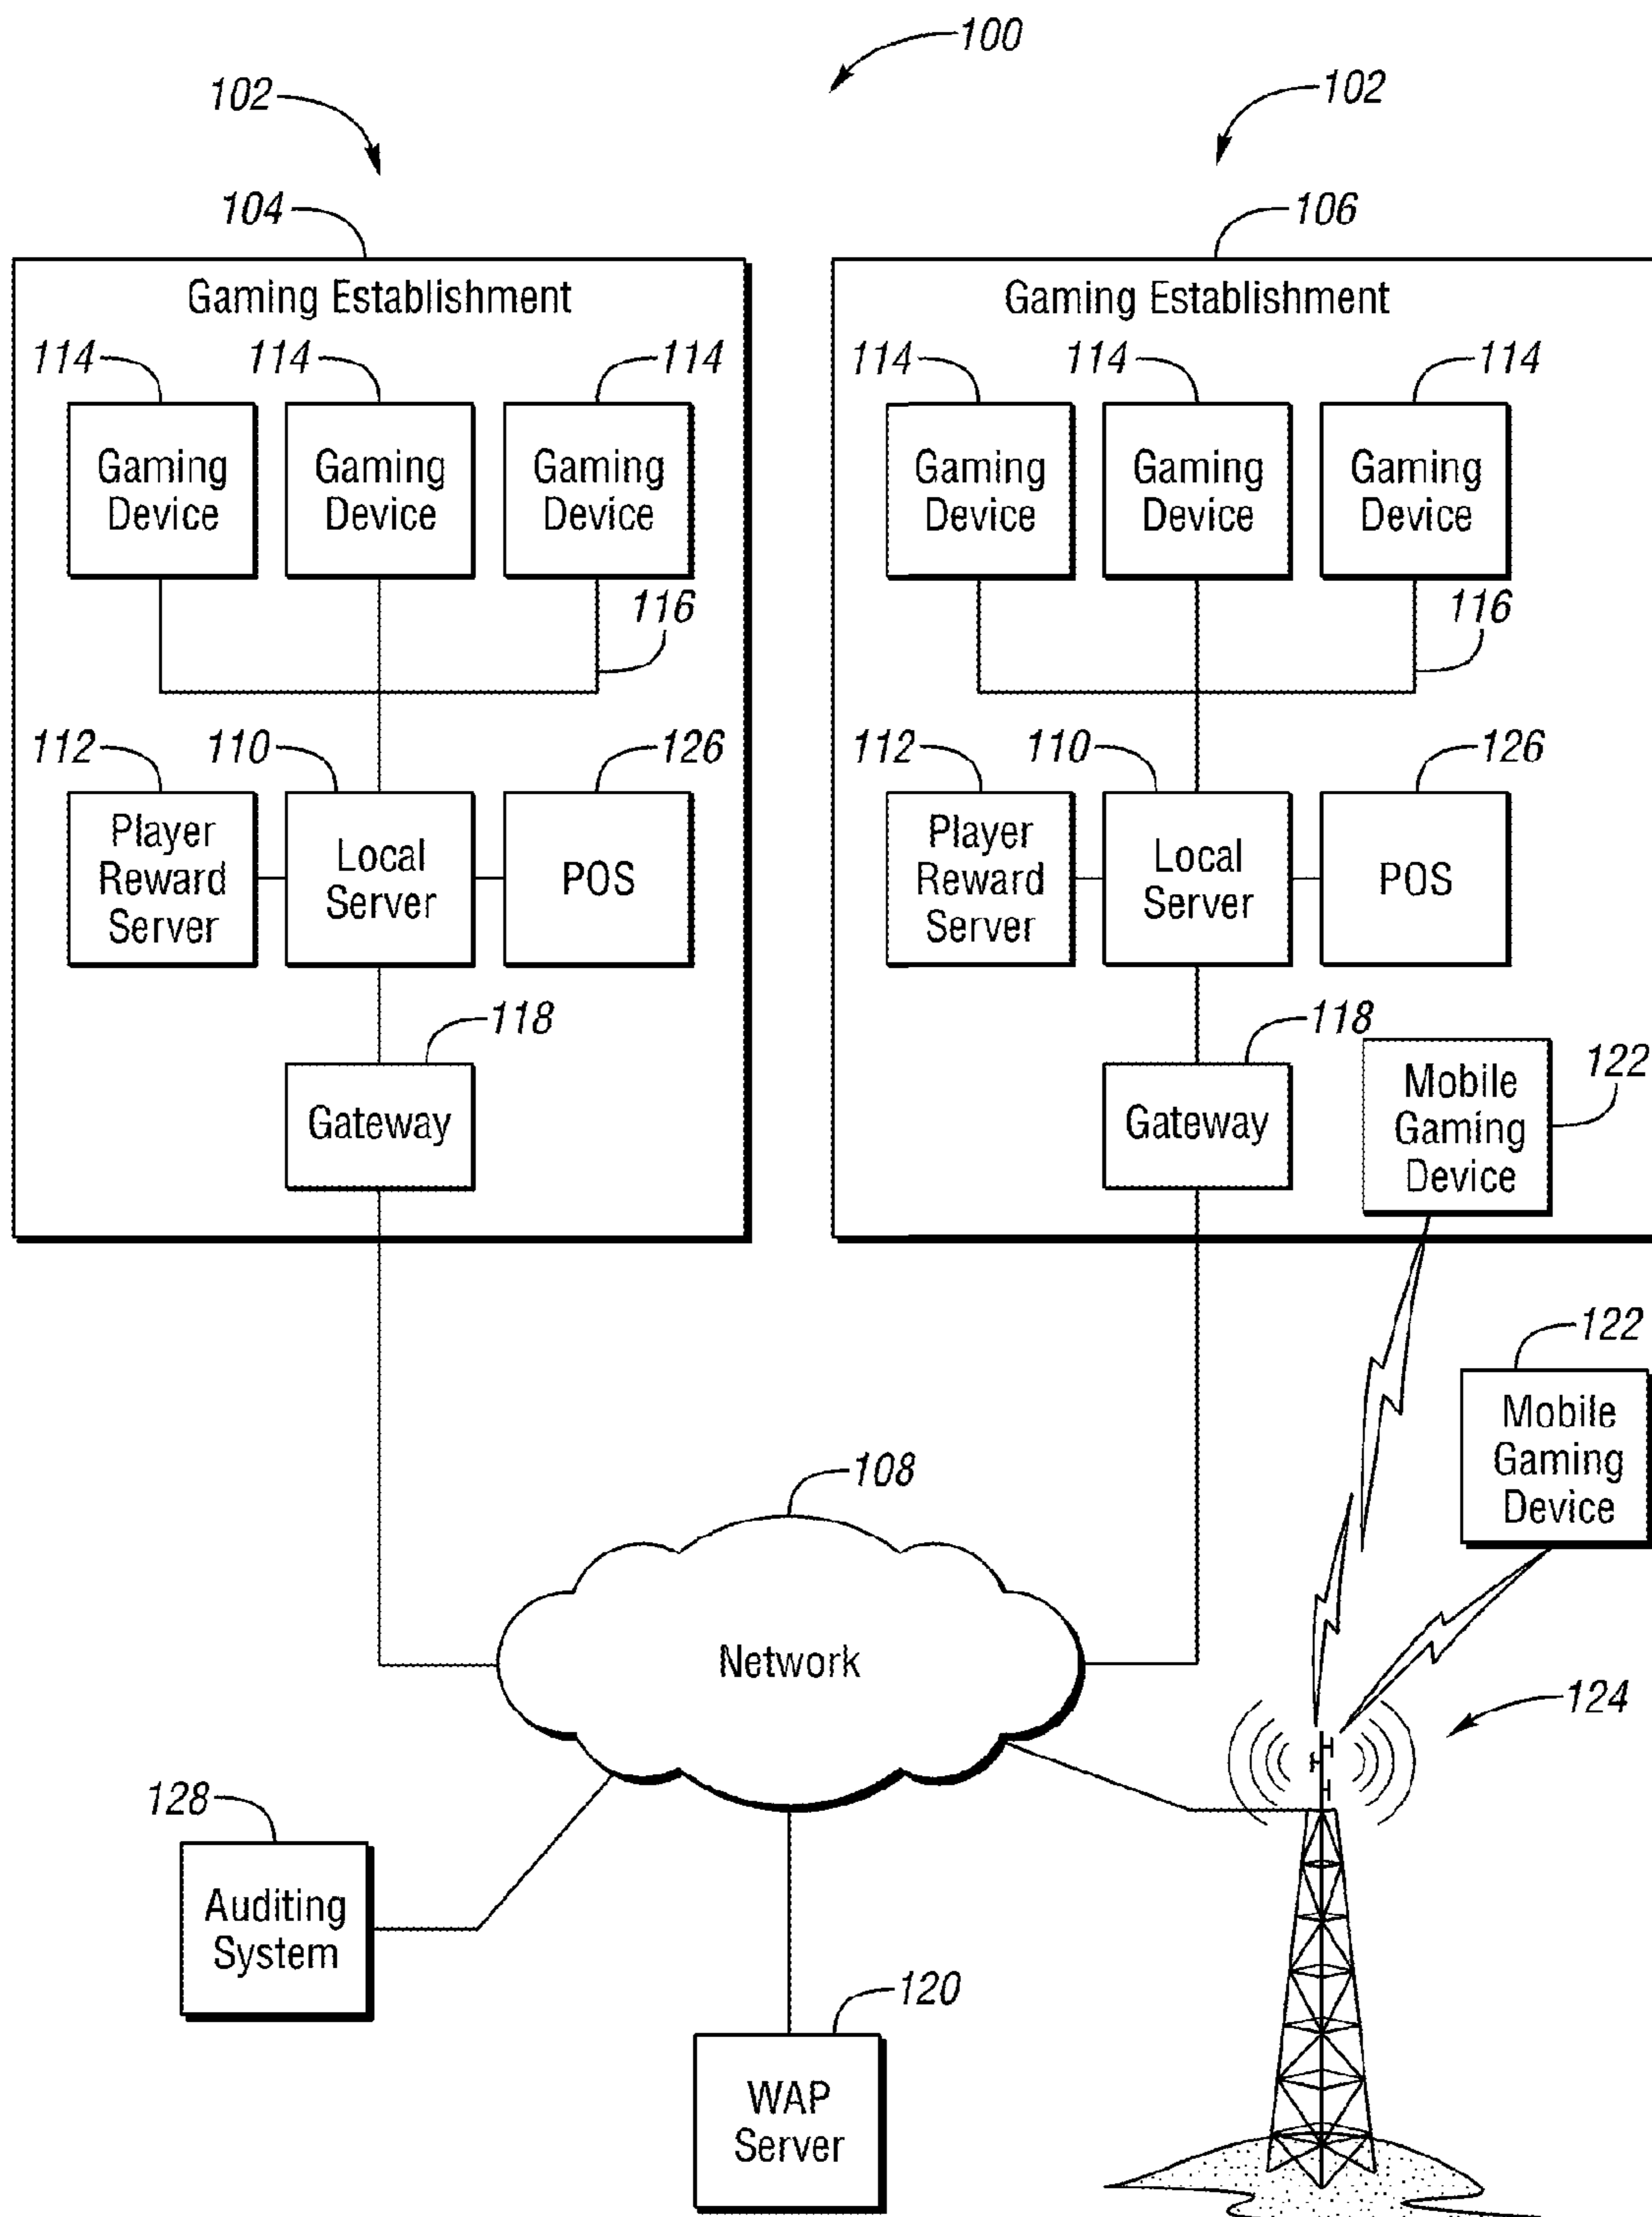 100
102
102
104
106
Gaming Establishment
Gaming Establishment
114
114
114
114
114
114
Gaming
Device
Gaming
Device
Gaming
Device
Gaming
Device
Gaming
Device
Gaming
Device
116
116
112
110
126
112
110
126
Player
Reward
Server
Local
Server
POS
Player
Reward
Server
Local
Server
POS
118
118
Gateway
Gateway
Mobile
Gaming
Device
122
122
Mobile
Gaming
Device
108
Network
124
128
Auditing
System
120
WAP
Server